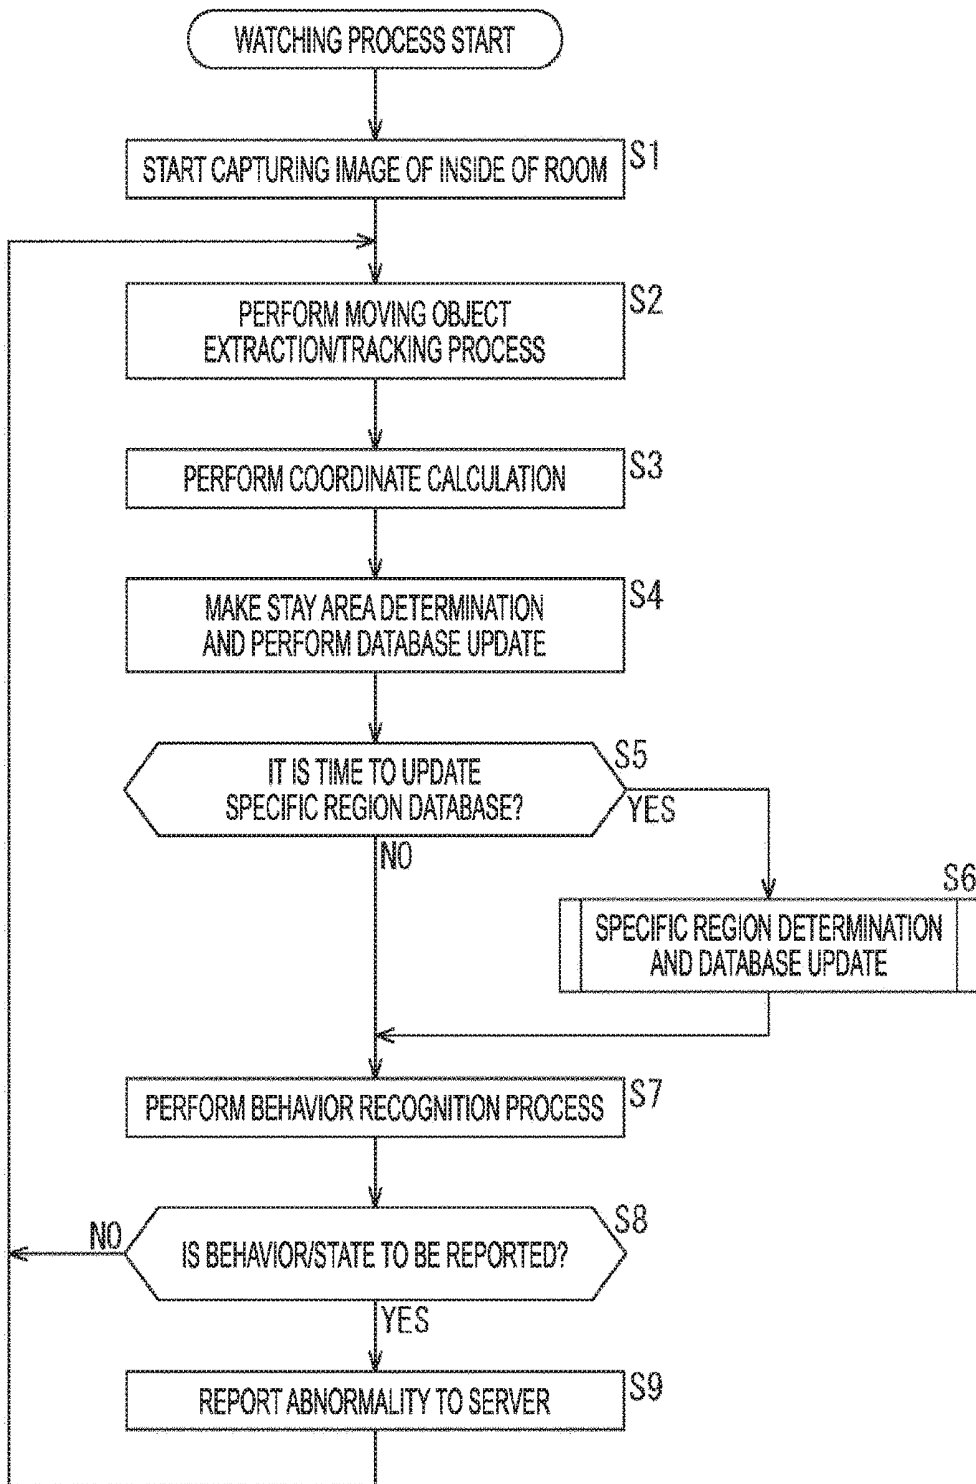 WATCHING PROCESS START
START CAPTURING IMAGE OF INSIDE OF ROOM
S1
PERFORM MOVING OBJECT
EXTRACTION/TRACKING PROCESS
S2
PERFORM COORDINATE CALCULATION
S3
MAKE STAY AREA DETERMINATION
AND PERFORM DATABASE UPDATE
S4
IT IS TIME TO UPDATE
SPECIFIC REGION DATABASE?
S5
YES
NO
S6
SPECIFIC REGION DETERMINATION
AND DATABASE UPDATE
PERFORM BEHAVIOR RECOGNITION PROCESS
S7
IS BEHAVIOR/STATE TO BE REPORTED?
S8
NO
YES
REPORT ABNORMALITY TO SERVER
S9